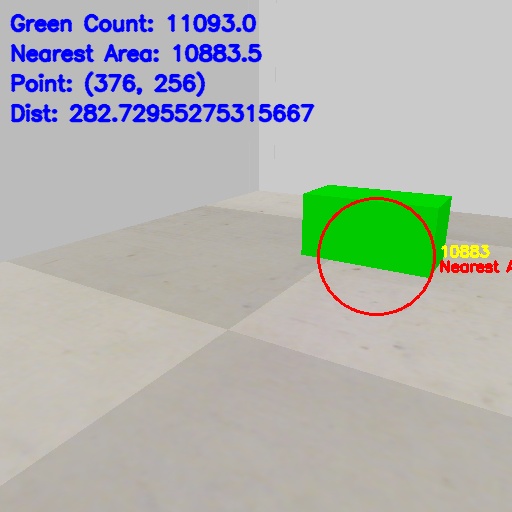 Green Count: 11093.0
Nearest Area: 10883.5
Point: (376, 256)
Dist: 282.72955275315667
10883
Nearest A